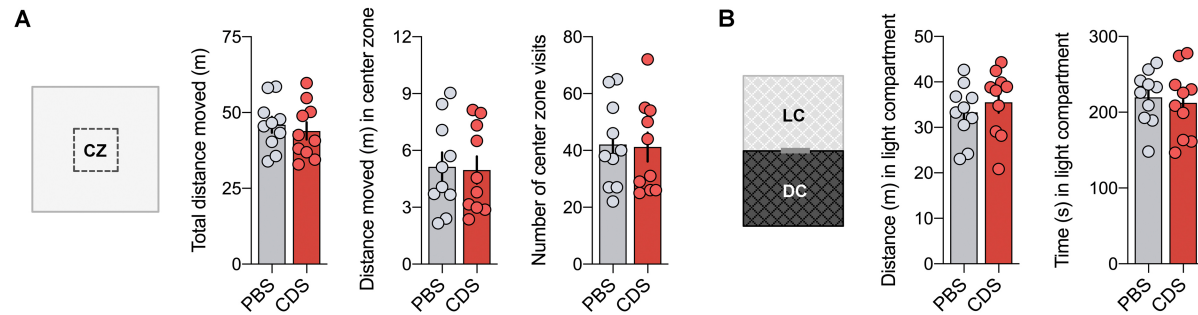 A
CZ
Total distance moved (m)
75
50
25
0
PBS
CDS
Distance moved (m) in center zone
12
9
6
3
0
PBS
CDS
Number of center zone visits
80
60
40
20
0
PBS
CDS
B
LC
DC
Distance (m) in light compartment
50
40
30
20
10
0
PBS
CDS
Time (s) in light compartment
300
200
100
0
PBS
CDS